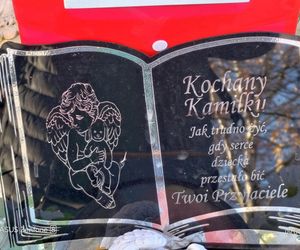 Kochany
Kamilku
Jak trudno żyć,
gdy serce
dziecka
przestało bić
Twoi Przyjaciele